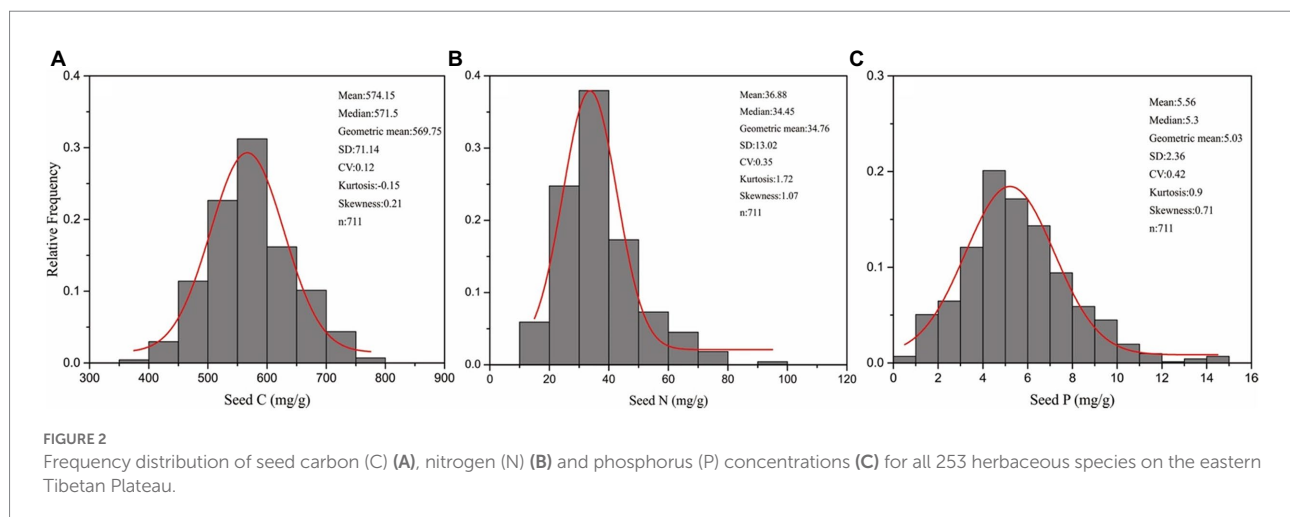 A
0.4
0.3
0.2
0.1
0.0
300
400
500
600
700
800
900
Relative Frequency
Seed C (mg/g)
Mean:574.15
Median:571.5
Geometric mean:569.75
SD:71.14
CV:0.12
Kurtosis:-0.15
Skewness:0.21
n:711
B
0.4
0.3
0.2
0.1
0.0
0
20
40
60
80
100
120
Seed N (mg/g)
Mean:36.88
Median:34.45
Geometric mean:34.76
SD:13.02
CV:0.35
Kurtosis:1.72
Skewness:1.07
n:711
C
0.3
0.2
0.1
0.0
0
2
4
6
8
10
12
14
16
Seed P (mg/g)
Mean:5.56
Median:5.3
Geometric mean:5.03
SD:2.36
CV:0.42
Kurtosis:0.9
Skewness:0.71
n:711
FIGURE 2
Frequency distribution of seed carbon (C) (A), nitrogen (N) (B) and phosphorus (P) concentrations (C) for all 253 herbaceous species on the eastern
Tibetan Plateau.